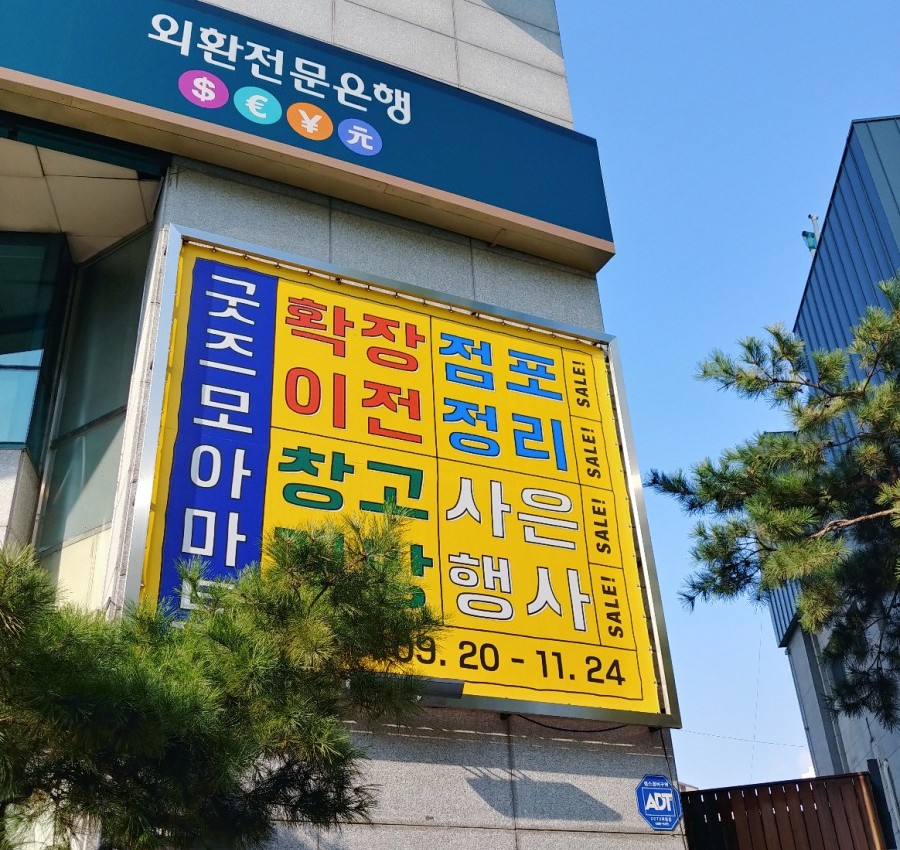 외환전문은행
$ € ¥ 元
굿즈모아마트
확장
이전
점포
정리
창고
사은
행사
SALE!
SALE!
SALE!
SALE!
09. 20 - 11. 24
ADT